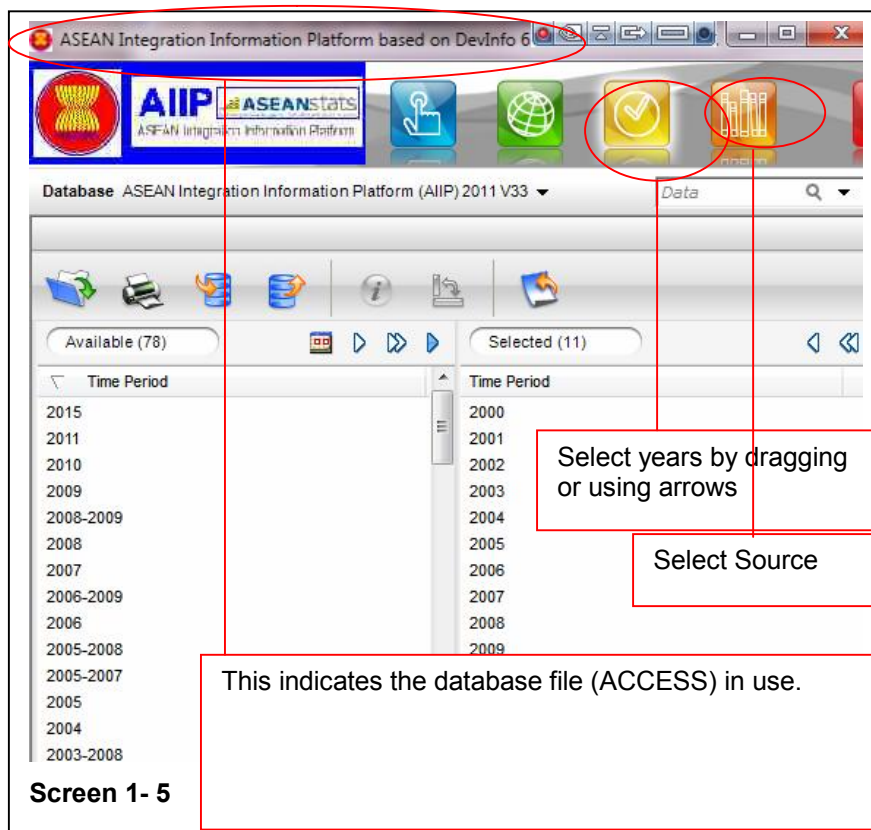 ASEAN Integration Information Platform based on DevInfo 6
AIIP ASEANstats
ASEAN Integration Information Platform
Database ASEAN Integration Information Platform (AIIP) 2011 V33
Data
Available (78)
Selected (11)
Time Period
Time Period
2015
2000
2011
2001
2010
2002
2009
2003
2008-2009
2004
2008
2005
2007
2006
2006-2009
2007
2006
2008
2005-2008
2009
2005-2007
2005
2004
2003-2008
Select years by dragging
or using arrows
Select Source
This indicates the database file (ACCESS) in use.
Screen 1- 5